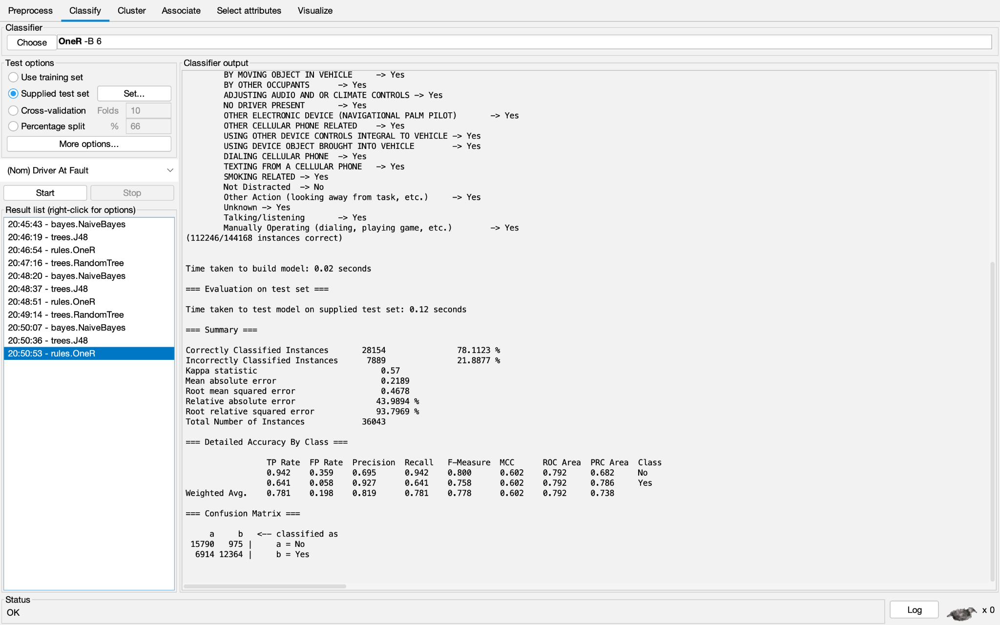 Preprocess Classify Cluster Associate Select attributes Visualize
Classifier
Choose OneR -B 6
Test options
Use training set
Supplied test set Set...
Cross-validation Folds 10
Percentage split % 66
More options...
(Nom) Driver At Fault
Start Stop
Result list (right-click for options)
20:45:43 - bayes.NaiveBayes
20:46:19 - trees.J48
20:46:54 - rules.OneR
20:47:16 - trees.RandomTree
20:48:20 - bayes.NaiveBayes
20:48:37 - trees.J48
20:48:51 - rules.OneR
20:49:14 - trees.RandomTree
20:50:07 - bayes.NaiveBayes
20:50:36 - trees.J48
20:50:53 - rules.OneR
Classifier output
BY MOVING OBJECT IN VEHICLE -> Yes
BY OTHER OCCUPANTS -> Yes
ADJUSTING AUDIO AND OR CLIMATE CONTROLS -> Yes
NO DRIVER PRESENT -> Yes
OTHER ELECTRONIC DEVICE (NAVIGATIONAL PALM PILOT) -> Yes
OTHER CELLULAR PHONE RELATED -> Yes
USING OTHER DEVICE CONTROLS INTEGRAL TO VEHICLE -> Yes
USING DEVICE OBJECT BROUGHT INTO VEHICLE -> Yes
DIALING CELLULAR PHONE -> Yes
TEXTING FROM A CELLULAR PHONE -> Yes
SMOKING RELATED -> Yes
Not Distracted -> No
Other Action (looking away from task, etc.) -> Yes
Unknown -> Yes
Talking/listening -> Yes
Manually Operating (dialing, playing game, etc.) -> Yes
(112246/144168 instances correct)
Time taken to build model: 0.02 seconds
=== Evaluation on test set ===
Time taken to test model on supplied test set: 0.12 seconds
=== Summary ===
Correctly Classified Instances 28154 78.1123 %
Incorrectly Classified Instances 7889 21.8877 %
Kappa statistic 0.57
Mean absolute error 0.2189
Root mean squared error 0.4678
Relative absolute error 43.9894 %
Root relative squared error 93.7969 %
Total Number of Instances 36043
=== Detailed Accuracy By Class ===
TP Rate FP Rate Precision Recall F-Measure MCC ROC Area PRC Area Class
0.942 0.359 0.695 0.942 0.800 0.602 0.792 0.682 No
0.641 0.058 0.927 0.641 0.758 0.602 0.792 0.786 Yes
Weighted Avg. 0.781 0.198 0.819 0.781 0.778 0.602 0.792 0.738
=== Confusion Matrix ===
a b <-- classified as
15790 975 | a = No
6914 12364 | b = Yes
Status
OK
Log
x 0